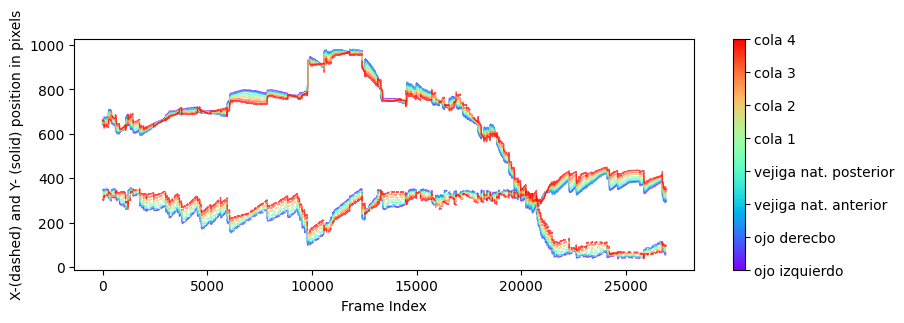 X-(dashed) and Y- (solid) position in pixels
1000
800
600
400
200
0
0 5000 10000 15000 20000 25000
Frame Index
cola 4
cola 3
cola 2
cola 1
vejiga nat. posterior
vejiga nat. anterior
ojo derecbo
ojo izquierdo